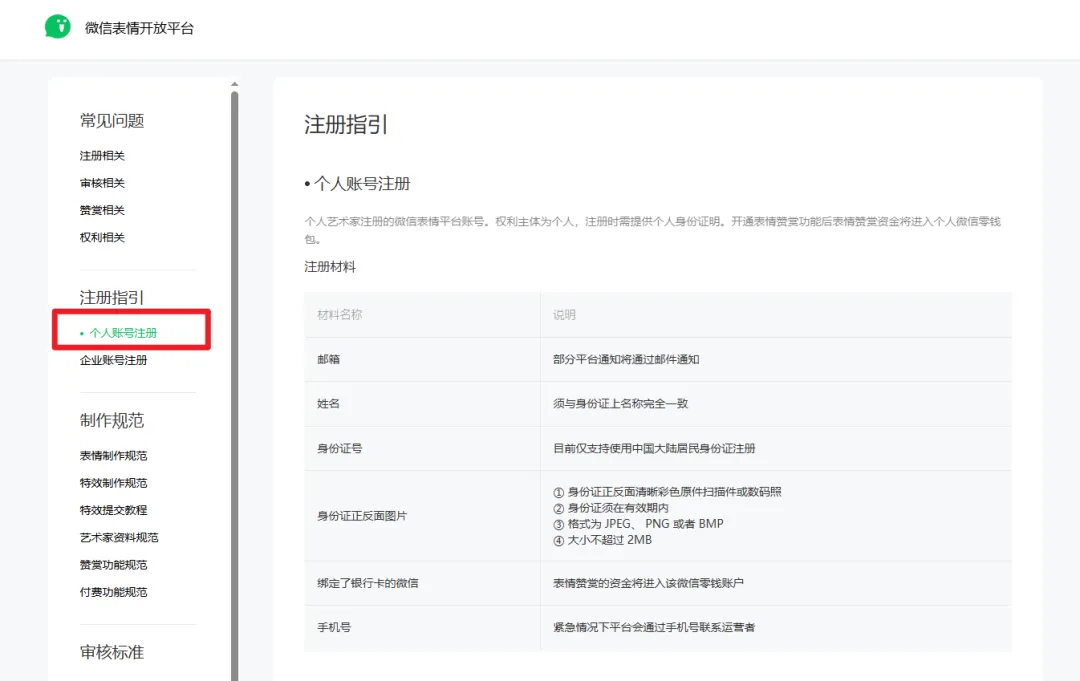 微信表情开放平台
常见问题
注册相关
审核相关
赞赏相关
权利相关
注册指引
• 个人账号注册
企业账号注册
制作规范
表情制作规范
特效制作规范
特效提交教程
艺术家资料规范
赞赏功能规范
付费功能规范
审核标准
注册指引
• 个人账号注册
个人艺术家注册的微信表情平台账号。权利主体为个人，注册时需提供个人身份证明。开通表情赞赏功能后表情赞赏资金将进入个人微信零钱
包。
注册材料
材料名称 说明
邮箱 部分平台通知将通过邮件通知
姓名 须与身份证上名称完全一致
身份证号 目前仅支持使用中国大陆居民身份证注册
身份证正反面图片
① 身份证正反面清晰彩色原件扫描件或数码照
② 身份证须在有效期内
③ 格式为 JPEG、 PNG 或者 BMP
④ 大小不超过 2MB
绑定了银行卡的微信 表情赞赏的资金将进入该微信零钱账户
手机号 紧急情况下平台会通过手机号联系运营者